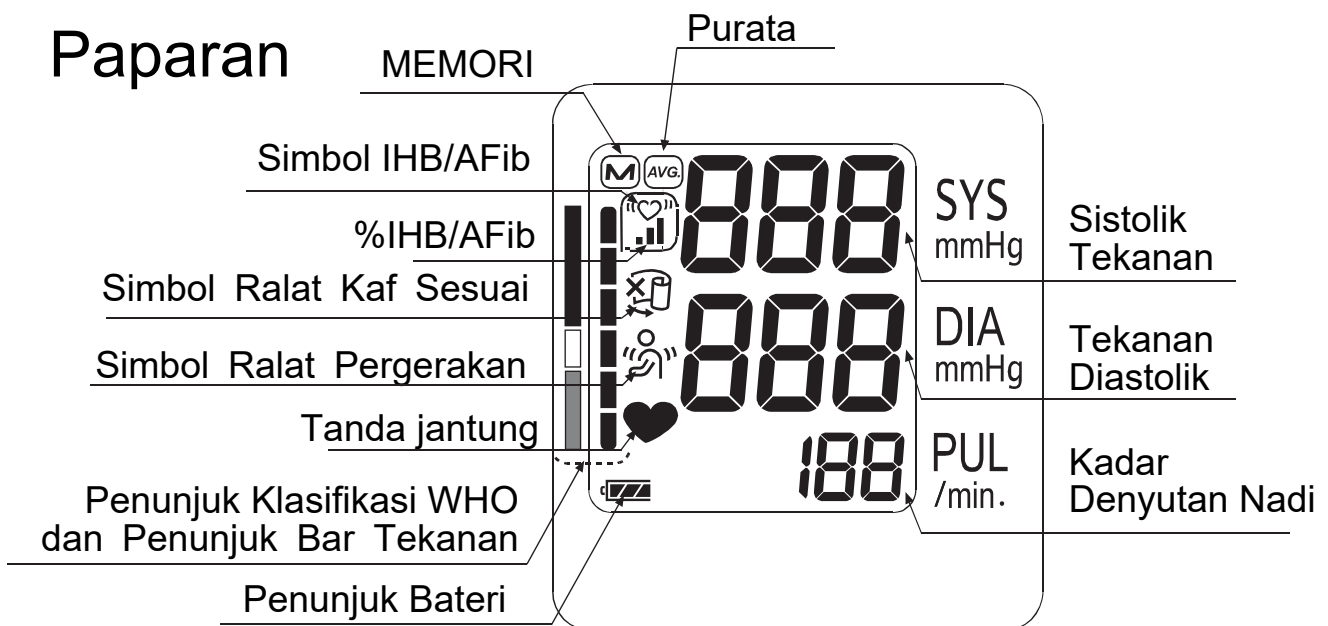 Paparan
MEMORI
Purata
Simbol IHB/AFib
%IHB/AFib
Simbol Ralat Kaf Sesuai
Simbol Ralat Pergerakan
Tanda jantung
Penunjuk Klasifikasi WHO
dan Penunjuk Bar Tekanan
Penunjuk Bateri
M AVG.
888
SYS
mmHg
Sistolik
Tekanan
888
DIA
mmHg
Tekanan
Diastolik
188
PUL
/min.
Kadar
Denyutan Nadi